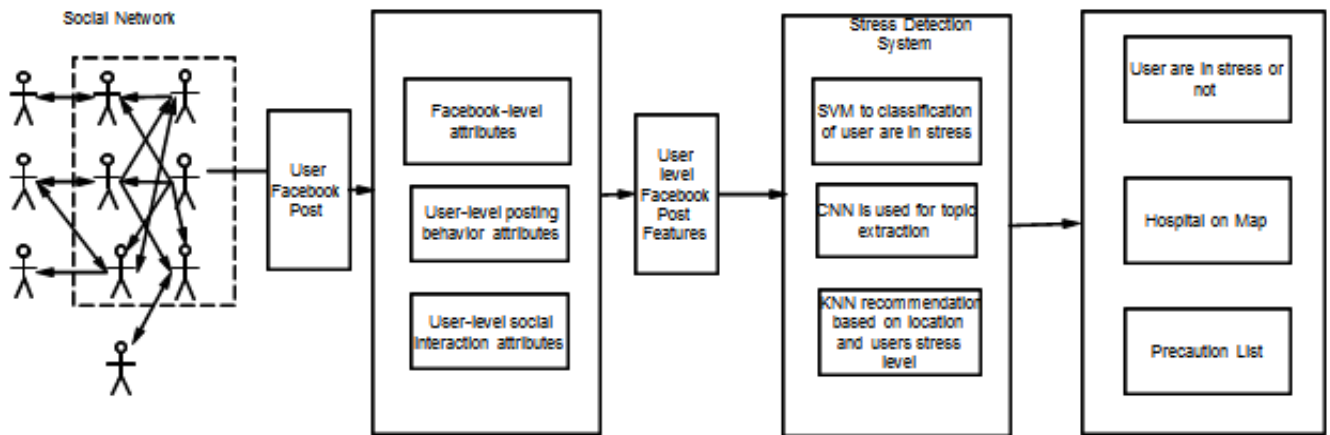 Social Network
User
Facebook
Post
Facebook-level
attributes
User-level posting
behavior attributes
User-level social
interaction attributes
User
level
Facebook
Post
Features
Stress Detection
System
SVM to classification
of user are in stress
CNN is used for topic
extraction
KNN recommendation
based on location
and users stress
level
User are in stress or
not
Hospital on Map
Precaution List